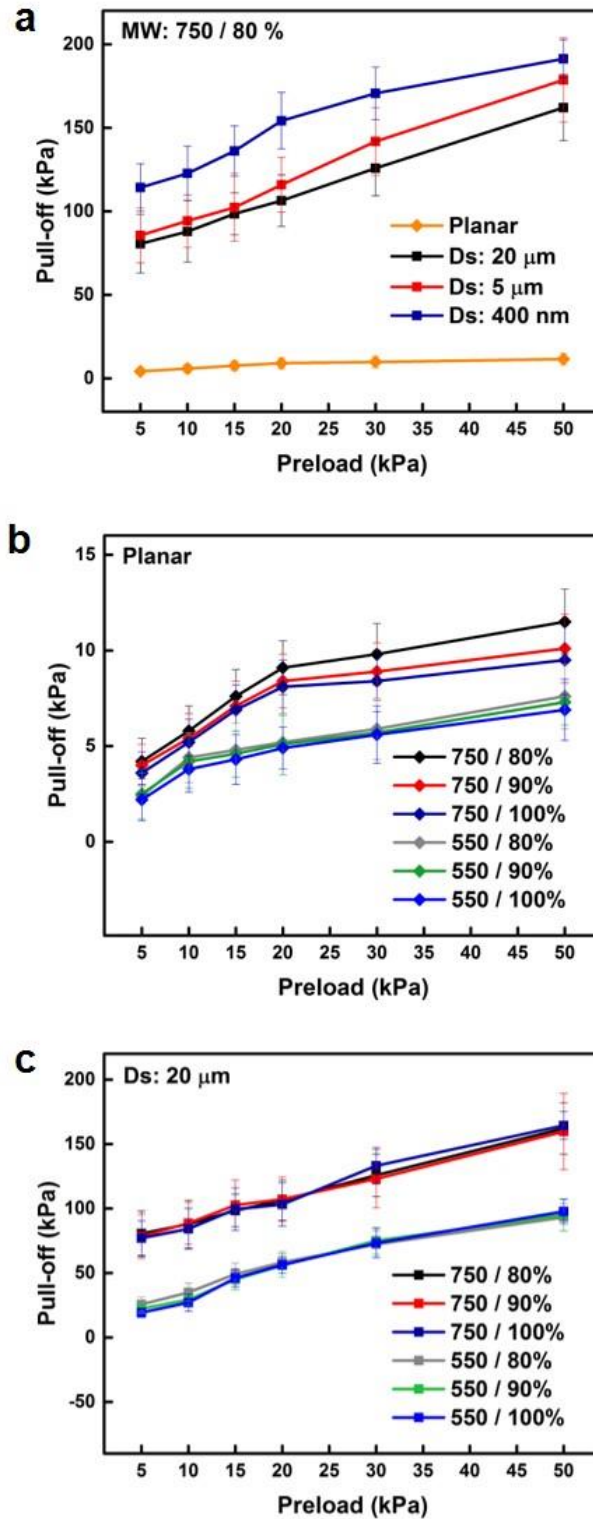 a
MW: 750 / 80 %
200
150
100
50
0
Pull-off (kPa)
Planar
Ds: 20 μm
Ds: 5 μm
Ds: 400 nm
5 10 15 20 25 30 35 40 45 50
Preload (kPa)
b
Planar
15
10
5
0
Pull-off (kPa)
750 / 80%
750 / 90%
750 / 100%
550 / 80%
550 / 90%
550 / 100%
5 10 15 20 25 30 35 40 45 50
Preload (kPa)
c
Ds: 20 μm
200
150
100
50
0
-50
Pull-off (kPa)
750 / 80%
750 / 90%
750 / 100%
550 / 80%
550 / 90%
550 / 100%
5 10 15 20 25 30 35 40 45 50
Preload (kPa)